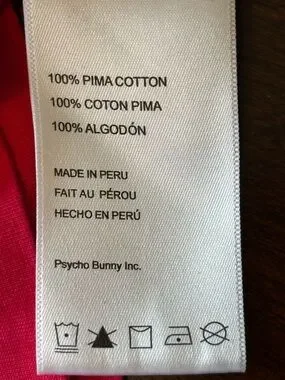 100% PIMA COTTON
100% COTON PIMA
100% ALGODÓN
MADE IN PERU
FAIT AU PÉROU
HECHO EN PERÚ
Psycho Bunny Inc.